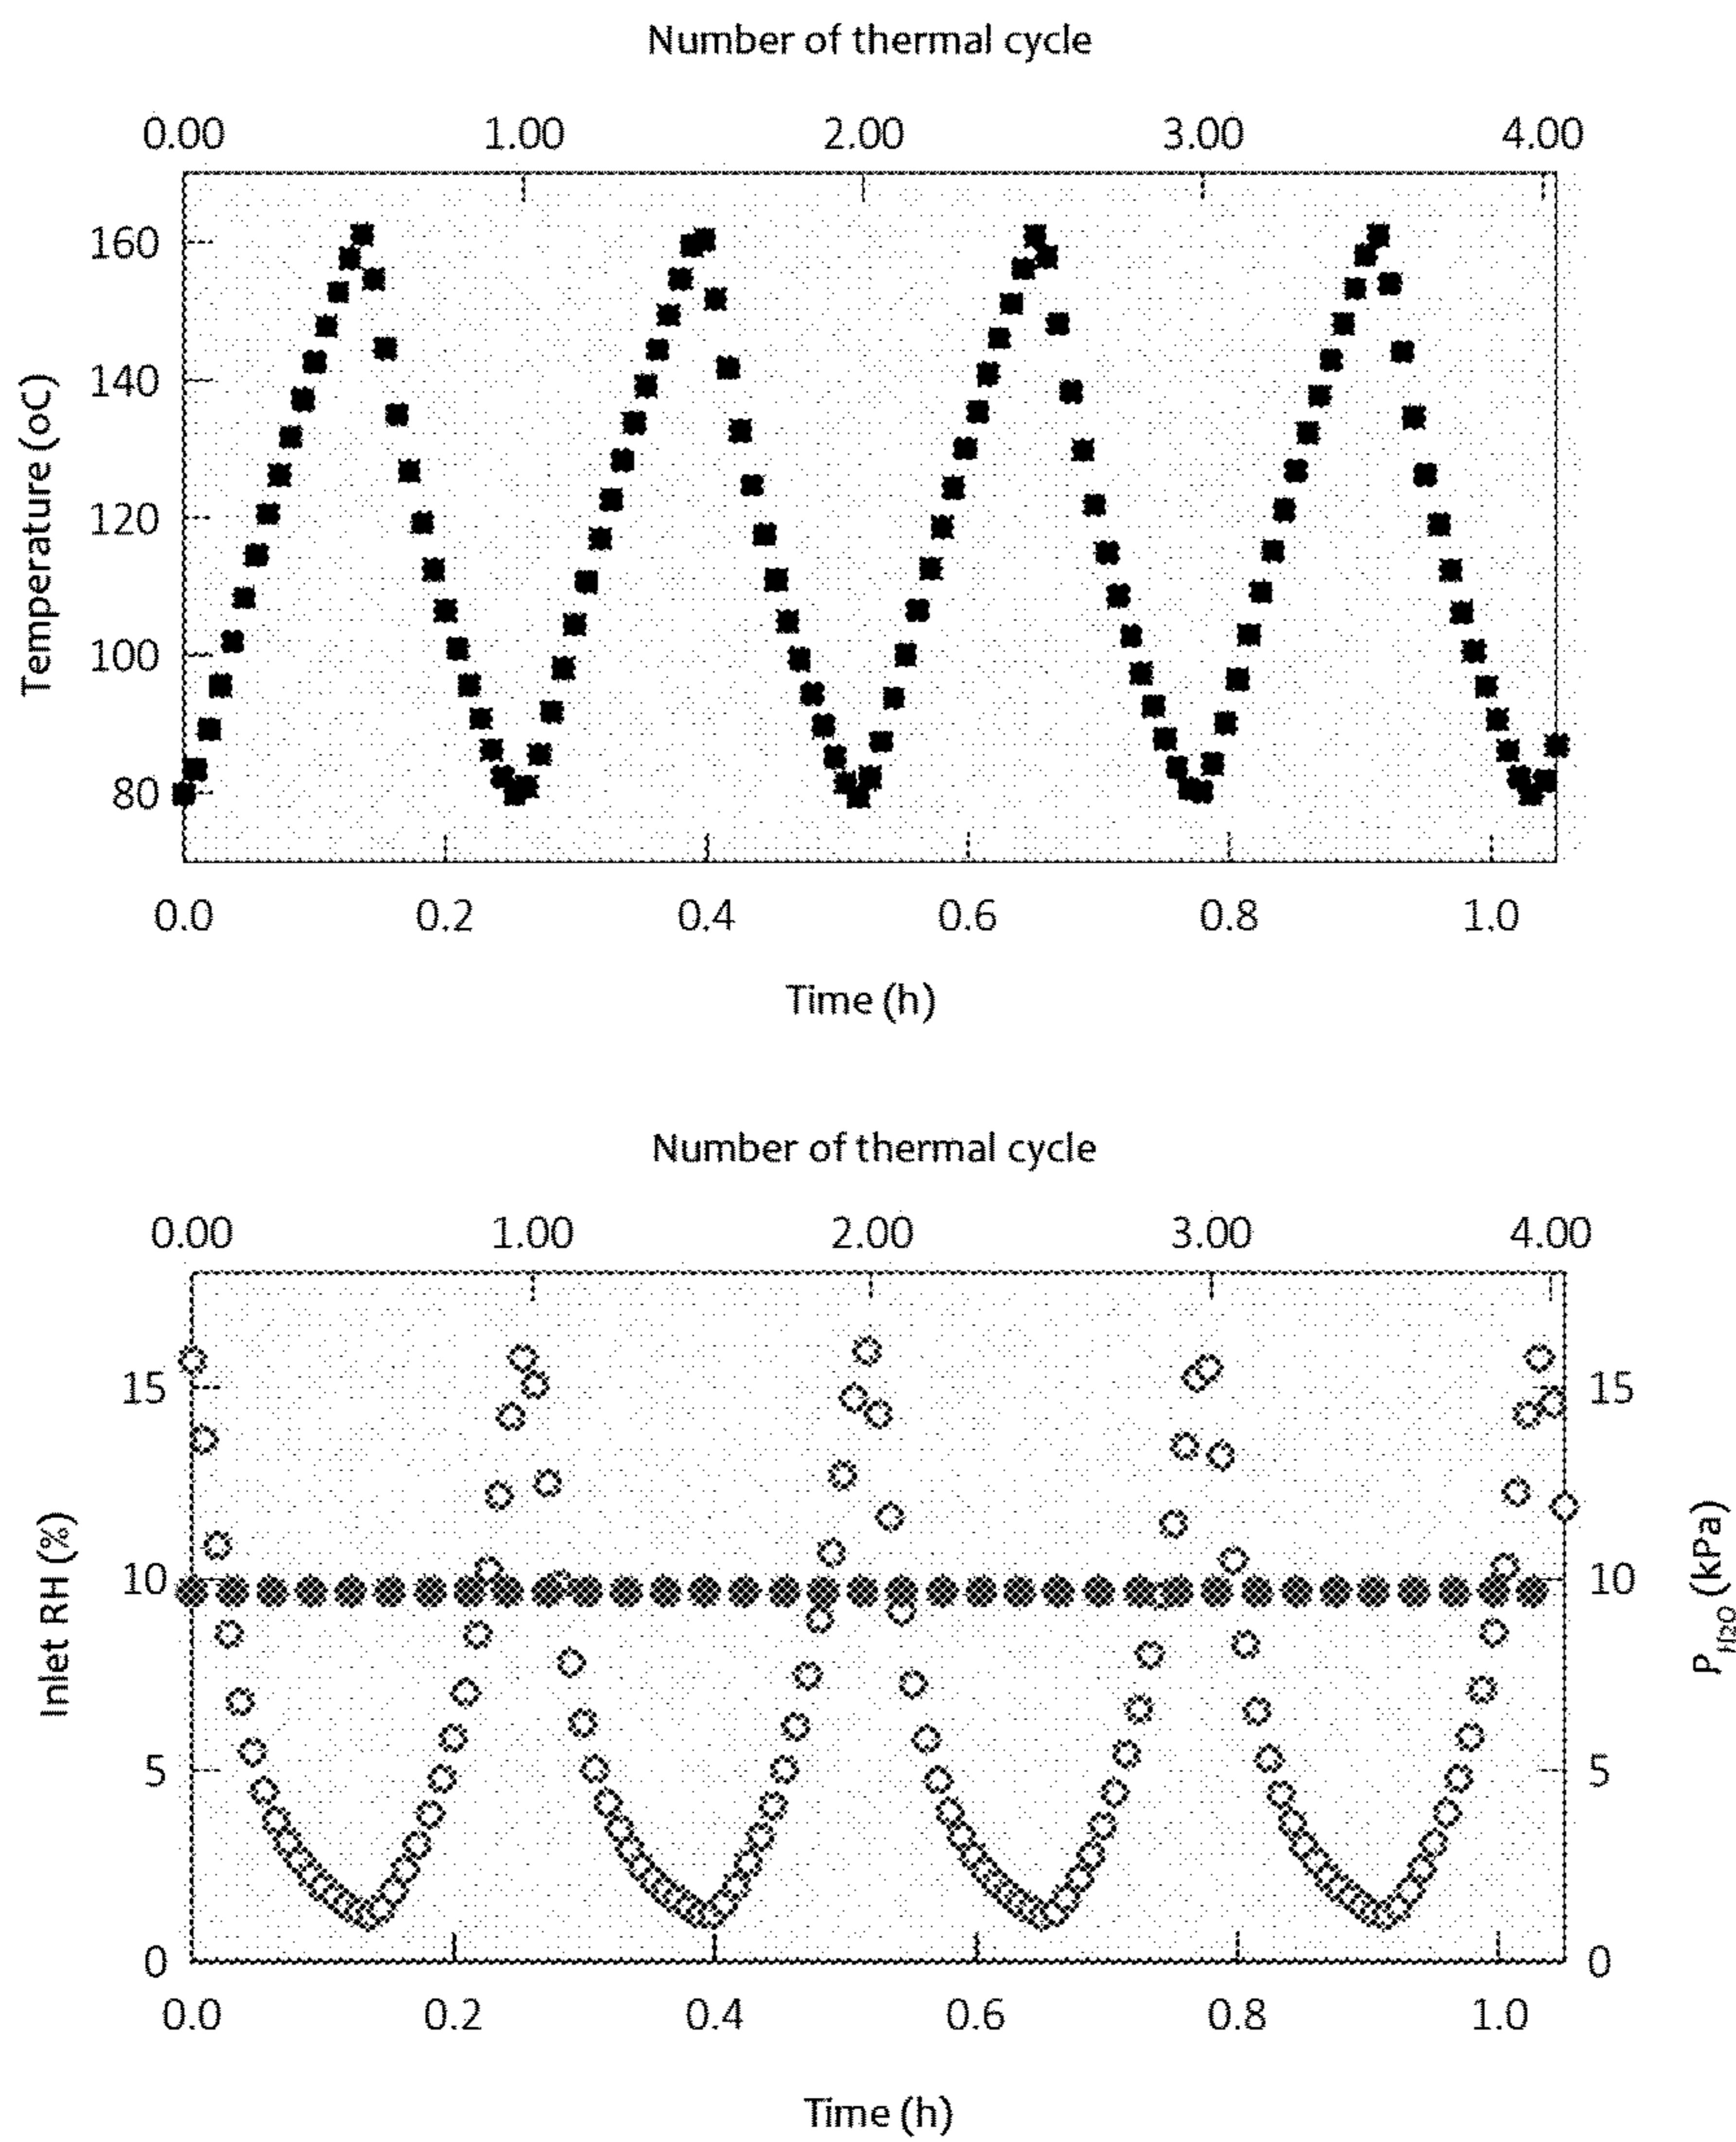 Number of thermal cycle
0.00 1.00 2.00 3.00 4.00
160
140
120
100
80
Temperature (oC)
0.0 0.2 0.4 0.6 0.8 1.0
Time (h)
Number of thermal cycle
0.00 1.00 2.00 3.00 4.00
15 15
10 10
5 5
0 0
Inlet RH (%)
P_H2O (kPa)
0.0 0.2 0.4 0.6 0.8 1.0
Time (h)